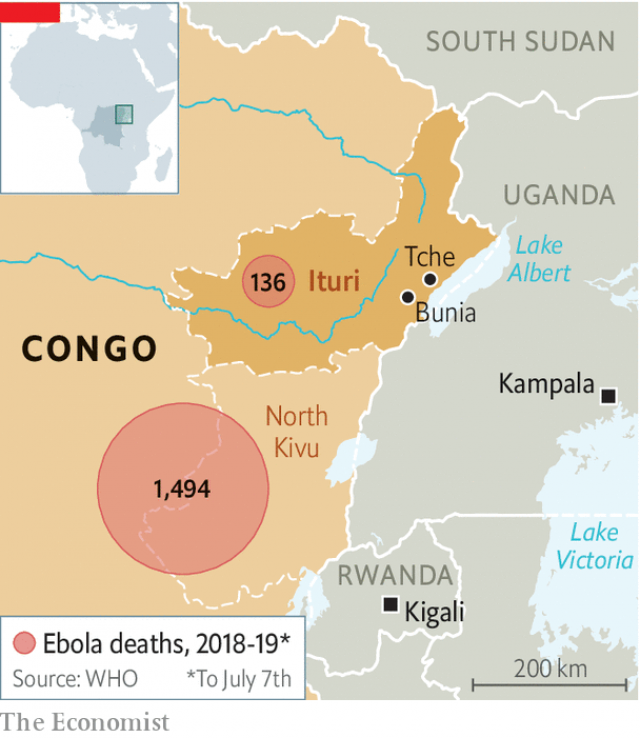 SOUTH SUDAN
UGANDA
Lake
Albert
Tche
136
Ituri
Bunia
CONGO
Kampala
North
Kivu
1,494
Lake
Victoria
RWANDA
Kigali
Ebola deaths, 2018-19*
Source: WHO *To July 7th
200 km
The Economist